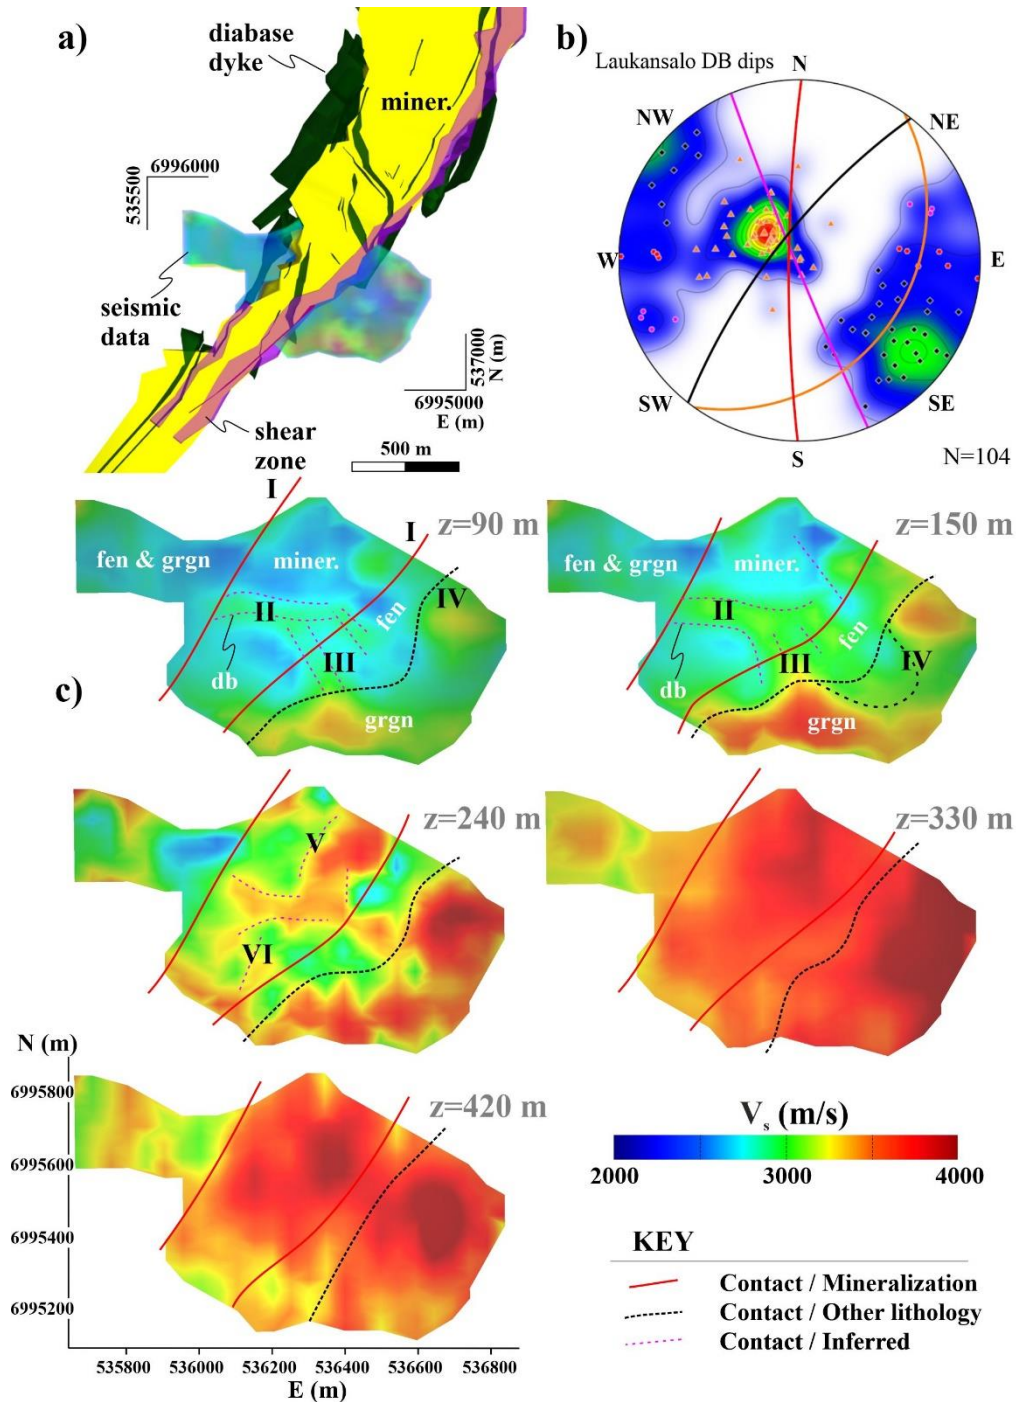 a)
diabase
dyke
miner.
6996000
535500
seismic
data
537000
N (m)
6995000
E (m)
shear
zone
500 m
b)
Laukansalo DB dips
N
NW
NE
W
E
SW
SE
S
N=104
c)
I
I
z=90 m
fen & grgn
miner.
II
fen
IV
III
db
grgn
z=150 m
fen & grgn
miner.
II
fen
III
IV
db
grgn
z=240 m
V
VI
z=330 m
N (m)
z=420 m
6995800
6995600
6995400
6995200
535800
536000
536200
536400
536600
536800
E (m)
Vs (m/s)
2000
3000
4000
KEY
Contact / Mineralization
Contact / Other lithology
Contact / Inferred